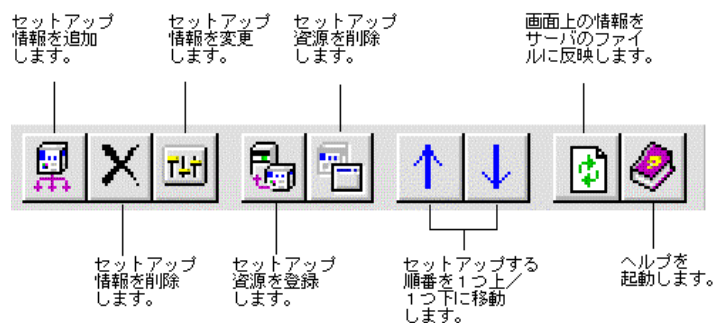 セットアップ
情報を追加
します。
セットアップ
情報を変更
します。
セットアップ
資源を削除
します。
画面上の情報を
サーバのファイ
ルに反映します。
セットアップ
情報を削除
します。
セットアップ
資源を登録
します。
セットアップする
順番を１つ上／
１つ下に移動
します。
ヘルプを
起動します。